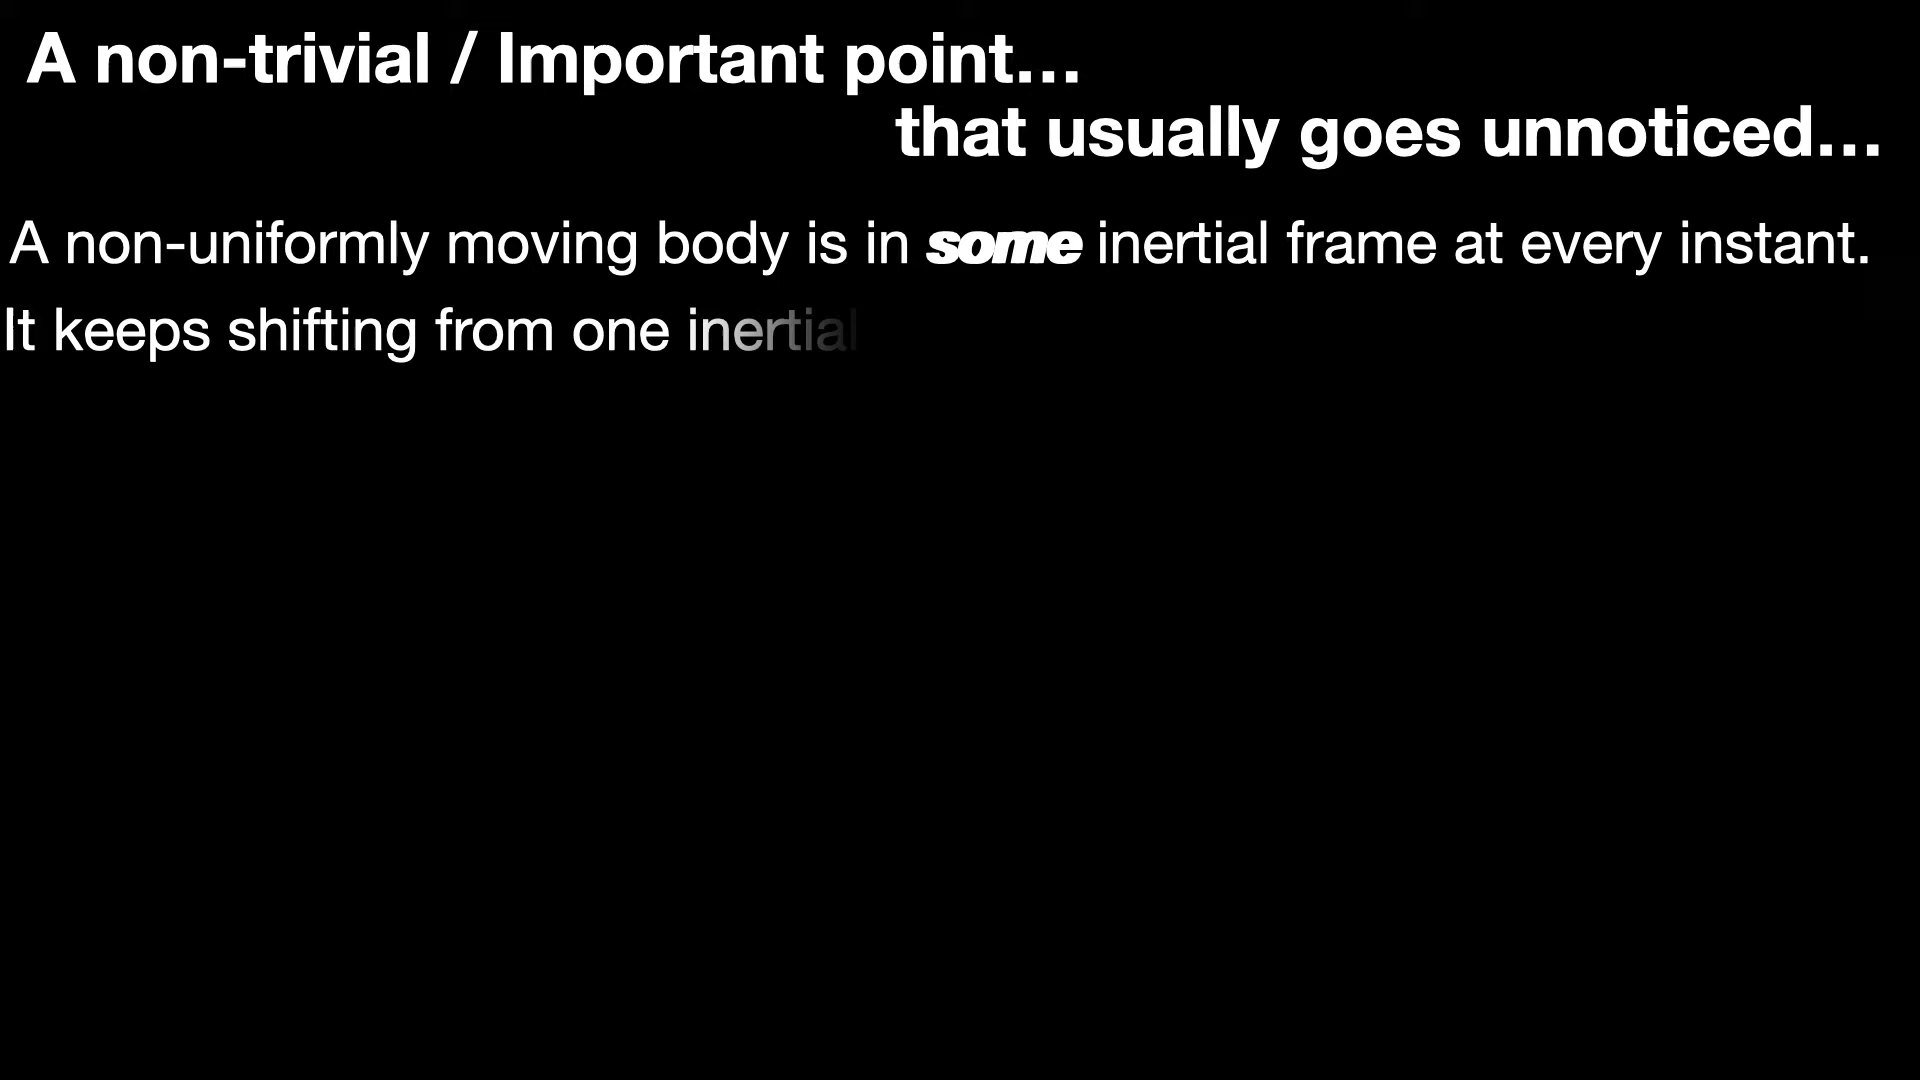 A non-trivial / Important point…
that usually goes unnoticed…
A non-uniformly moving body is in some inertial frame at every instant.
It keeps shifting from one inertial